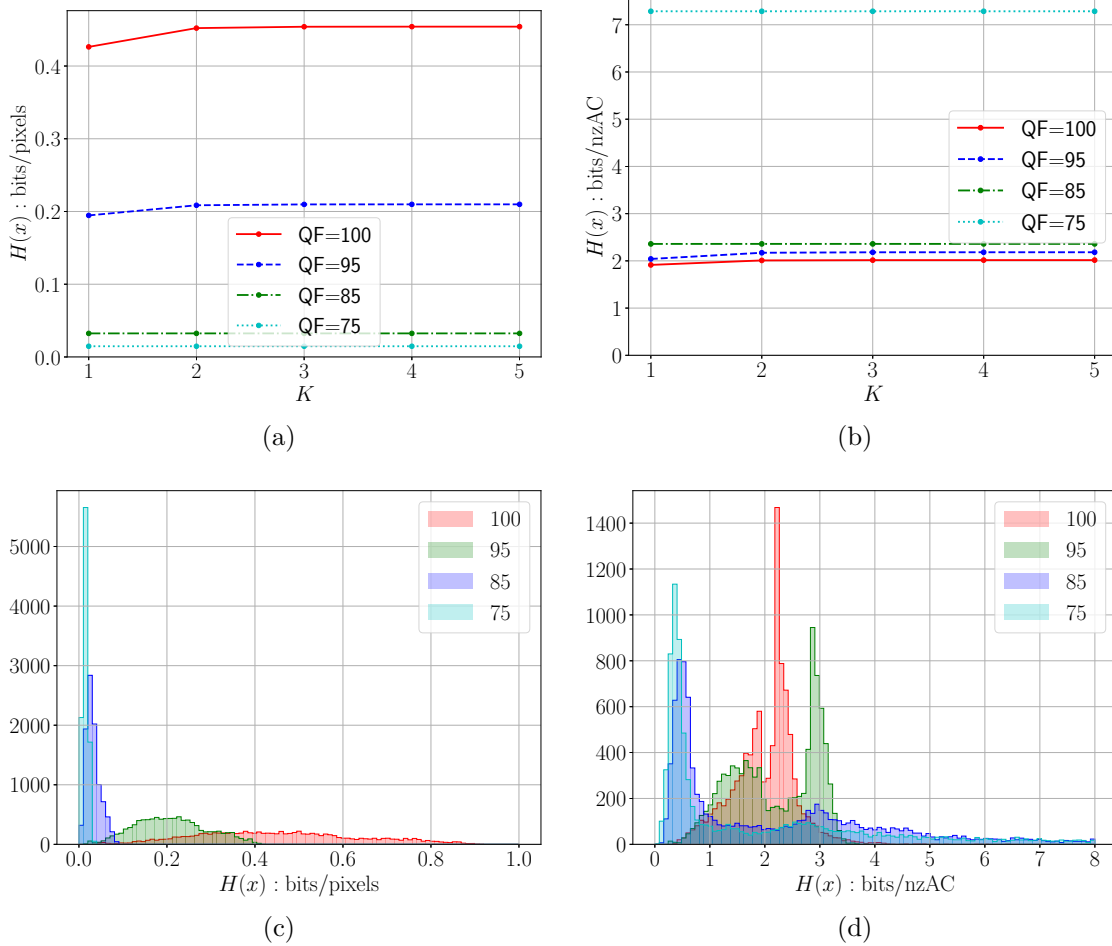 0.4
0.3
0.2
0.1
0.0
H(x) : bits/pixels
QF=100
QF=95
QF=85
QF=75
1 2 3 4 5
K
(a)
7
6
5
4
3
2
1
0
H(x) : bits/nzAC
QF=100
QF=95
QF=85
QF=75
1 2 3 4 5
K
(b)
5000
4000
3000
2000
1000
0
100
95
85
75
0.0 0.2 0.4 0.6 0.8 1.0
H(x) : bits/pixels
(c)
1400
1200
1000
800
600
400
200
0
100
95
85
75
0 1 2 3 4 5 6 7 8
H(x) : bits/nzAC
(d)